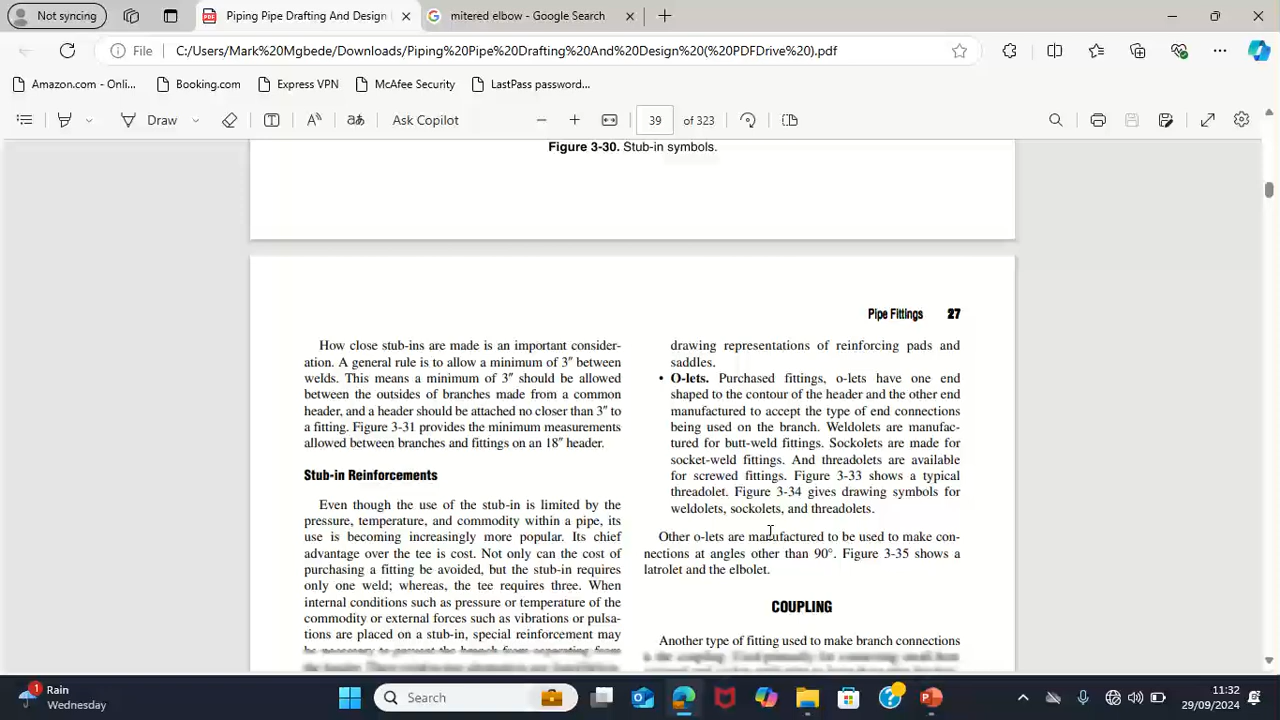 Not syncing
Piping Pipe Drafting And Design
mitered elbow - Google Search
File
C:/Users/Mark%20Mgbede/Downloads/Piping%20Pipe%20Drafting%20And%20Design%20(%20PDFDrive%20).pdf
Amazon.com - Onli...
Booking.com
Express VPN
McAfee Security
LastPass password...
Draw
Ask Copilot
39 of 323
Figure 3-30. Stub-in symbols.
Pipe Fittings 27
How close stub-ins are made is an important consider-
ation. A general rule is to allow a minimum of 3″ between
welds. This means a minimum of 3″ should be allowed
between the outsides of branches made from a common
header, and a header should be attached no closer than 3″ to
a fitting. Figure 3-31 provides the minimum measurements
allowed between branches and fittings on an 18″ header.
Stub-in Reinforcements
Even though the use of the stub-in is limited by the
pressure, temperature, and commodity within a pipe, its
use is becoming increasingly more popular. Its chief
advantage over the tee is cost. Not only can the cost of
purchasing a fitting be avoided, but the stub-in requires
only one weld; whereas, the tee requires three. When
internal conditions such as pressure or temperature of the
commodity or external forces such as vibrations or pulsa-
tions are placed on a stub-in, special reinforcement may
be necessary to prevent the branch from separating from
drawing representations of reinforcing pads and
saddles.
• O-lets. Purchased fittings, o-lets have one end
shaped to the contour of the header and the other end
manufactured to accept the type of end connections
being used on the branch. Weldolets are manufac-
tured for butt-weld fittings. Sockolets are made for
socket-weld fittings. And threadolets are available
for screwed fittings. Figure 3-33 shows a typical
threadolet. Figure 3-34 gives drawing symbols for
weldolets, sockolets, and threadolets.
Other o-lets are manufactured to be used to make con-
nections at angles other than 90°. Figure 3-35 shows a
latrolet and the elbolet.
COUPLING
Another type of fitting used to make branch connections
Rain
Wednesday
1
Search
11:32
29/09/2024